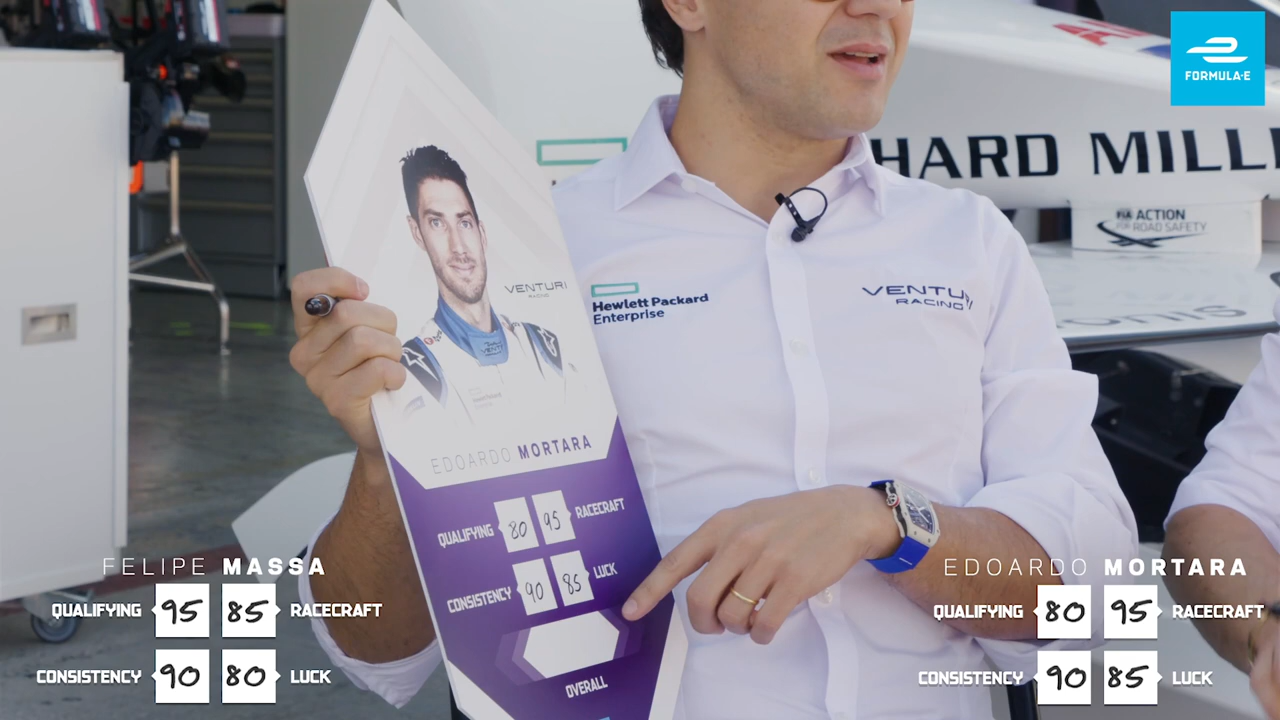 FORMULA-E
HARD MILL
FIA ACTION
FOR ROAD SAFETY
VENTURI
RACING
Hewlett Packard
Enterprise
VENTURI
RACING
EDOARDO MORTARA
QUALIFYING 80 95 RACECRAFT
CONSISTENCY 90 85 LUCK
OVERALL
FELIPE MASSA
QUALIFYING 95 85 RACECRAFT
CONSISTENCY 90 80 LUCK
EDOARDO MORTARA
QUALIFYING 80 95 RACECRAFT
CONSISTENCY 90 85 LUCK